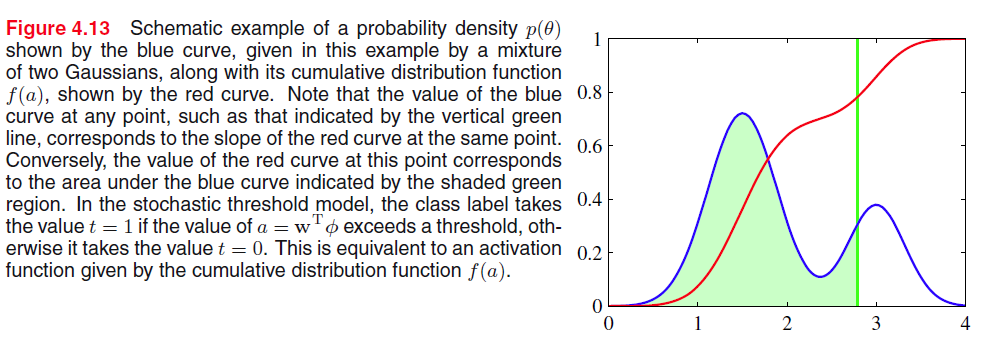 Figure 4.13 Schematic example of a probability density p(θ)
shown by the blue curve, given in this example by a mixture
of two Gaussians, along with its cumulative distribution function
f(a), shown by the red curve. Note that the value of the blue
curve at any point, such as that indicated by the vertical green
line, corresponds to the slope of the red curve at the same point.
Conversely, the value of the red curve at this point corresponds
to the area under the blue curve indicated by the shaded green
region. In the stochastic threshold model, the class label takes
the value t = 1 if the value of a = wᵀϕ exceeds a threshold, oth-
erwise it takes the value t = 0. This is equivalent to an activation
function given by the cumulative distribution function f(a).
1
0.8
0.6
0.4
0.2
0
0 1 2 3 4